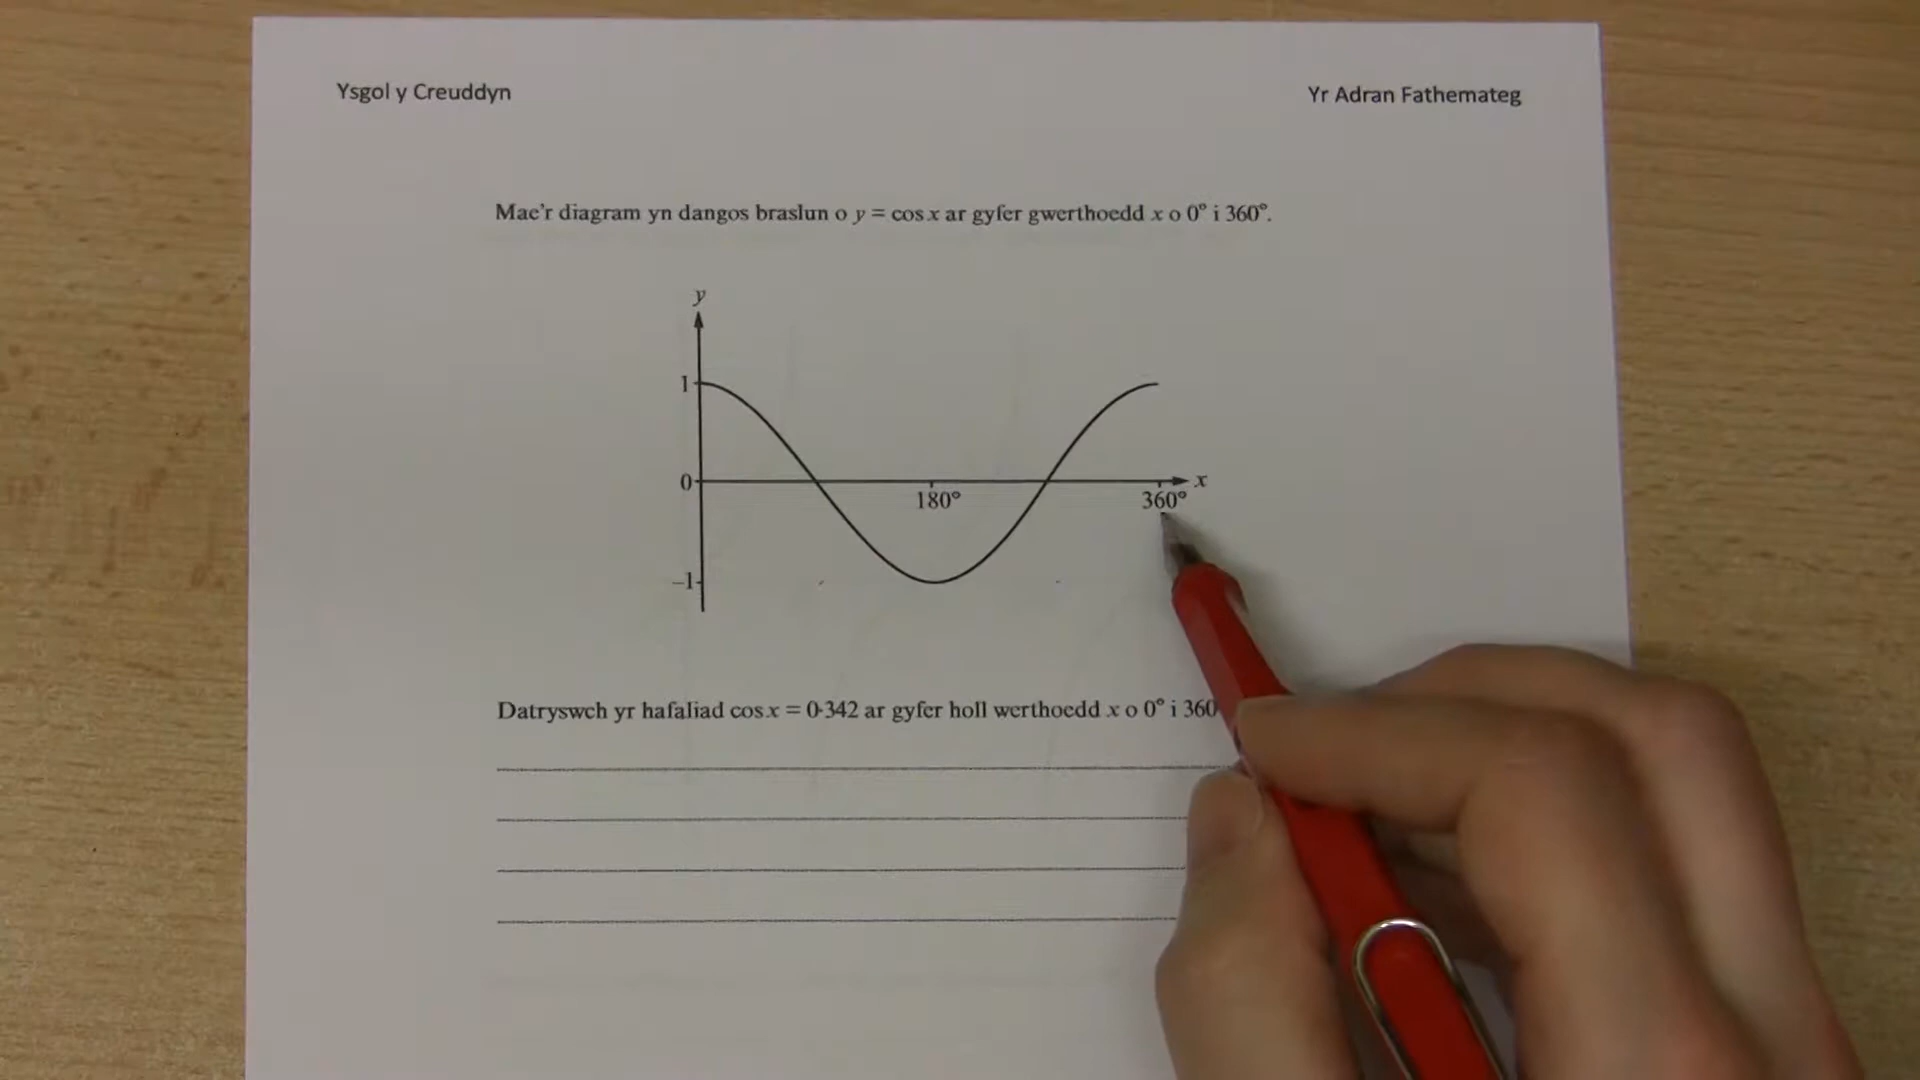 Ysgol y Creuddyn
Yr Adran Fathemateg
Mae'r diagram yn dangos braslun o y = cos x ar gyfer gwerthoedd x o 0° i 360°.
y
1
0
180°
360°
x
–1
Datryswch yr hafaliad cos x = 0·342 ar gyfer holl werthoedd x o 0° i 360